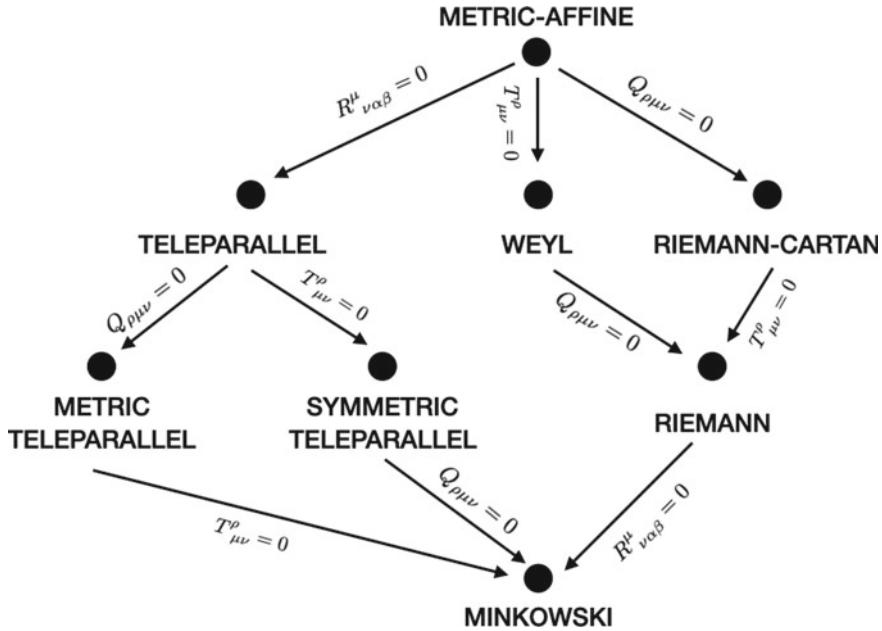 METRIC-AFFINE
R^μ_{ναβ} = 0
T^ρ_{μν} = 0
Q_{ρμν} = 0
TELEPARALLEL
WEYL
RIEMANN-CARTAN
Q_{ρμν} = 0
T^ρ_{μν} = 0
Q_{ρμν} = 0
T^ρ_{μν} = 0
METRIC
TELEPARALLEL
SYMMETRIC
TELEPARALLEL
RIEMANN
T^ρ_{μν} = 0
Q_{ρμν} = 0
R^μ_{ναβ} = 0
MINKOWSKI